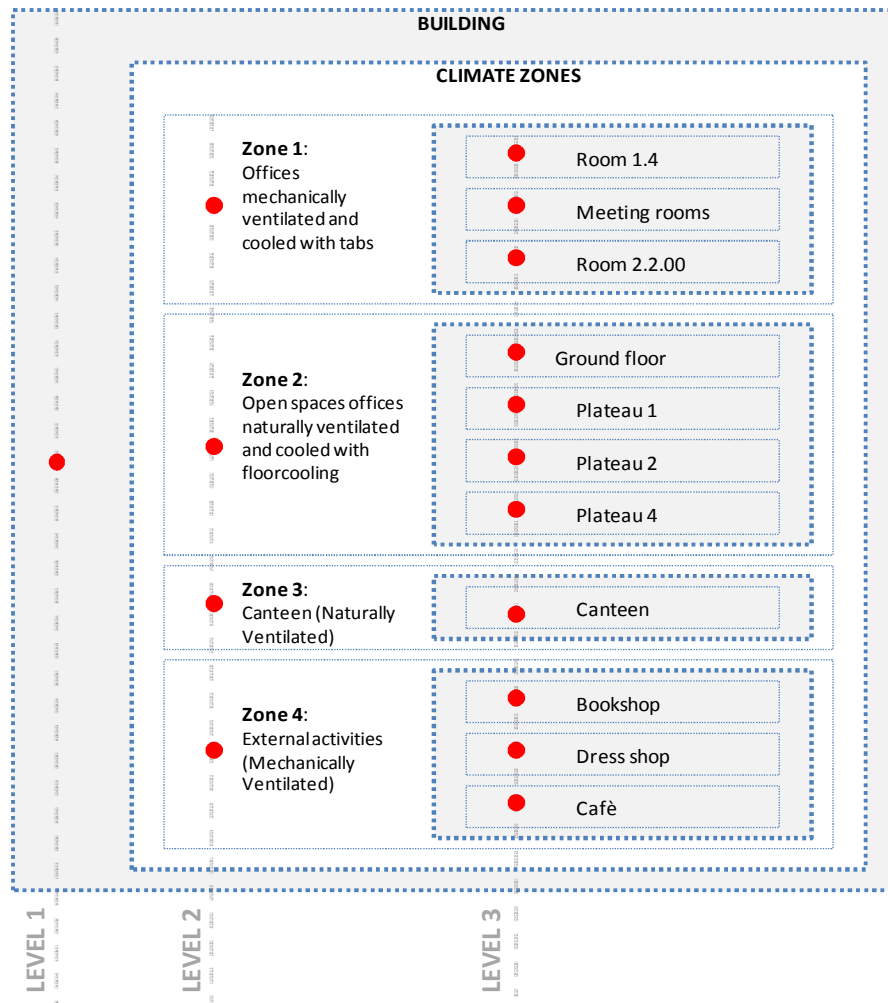 BUILDING
CLIMATE ZONES
Zone 1:
Offices
mechanically
ventilated and
cooled with tabs
Room 1.4
Meeting rooms
Room 2.2.00
Zone 2:
Open spaces offices
naturally ventilated
and cooled with
floorcooling
Ground floor
Plateau 1
Plateau 2
Plateau 4
Zone 3:
Canteen (Naturally
Ventilated)
Canteen
Zone 4:
External activities
(Mechanically
Ventilated)
Bookshop
Dress shop
Cafè
LEVEL 1
LEVEL 2
LEVEL 3